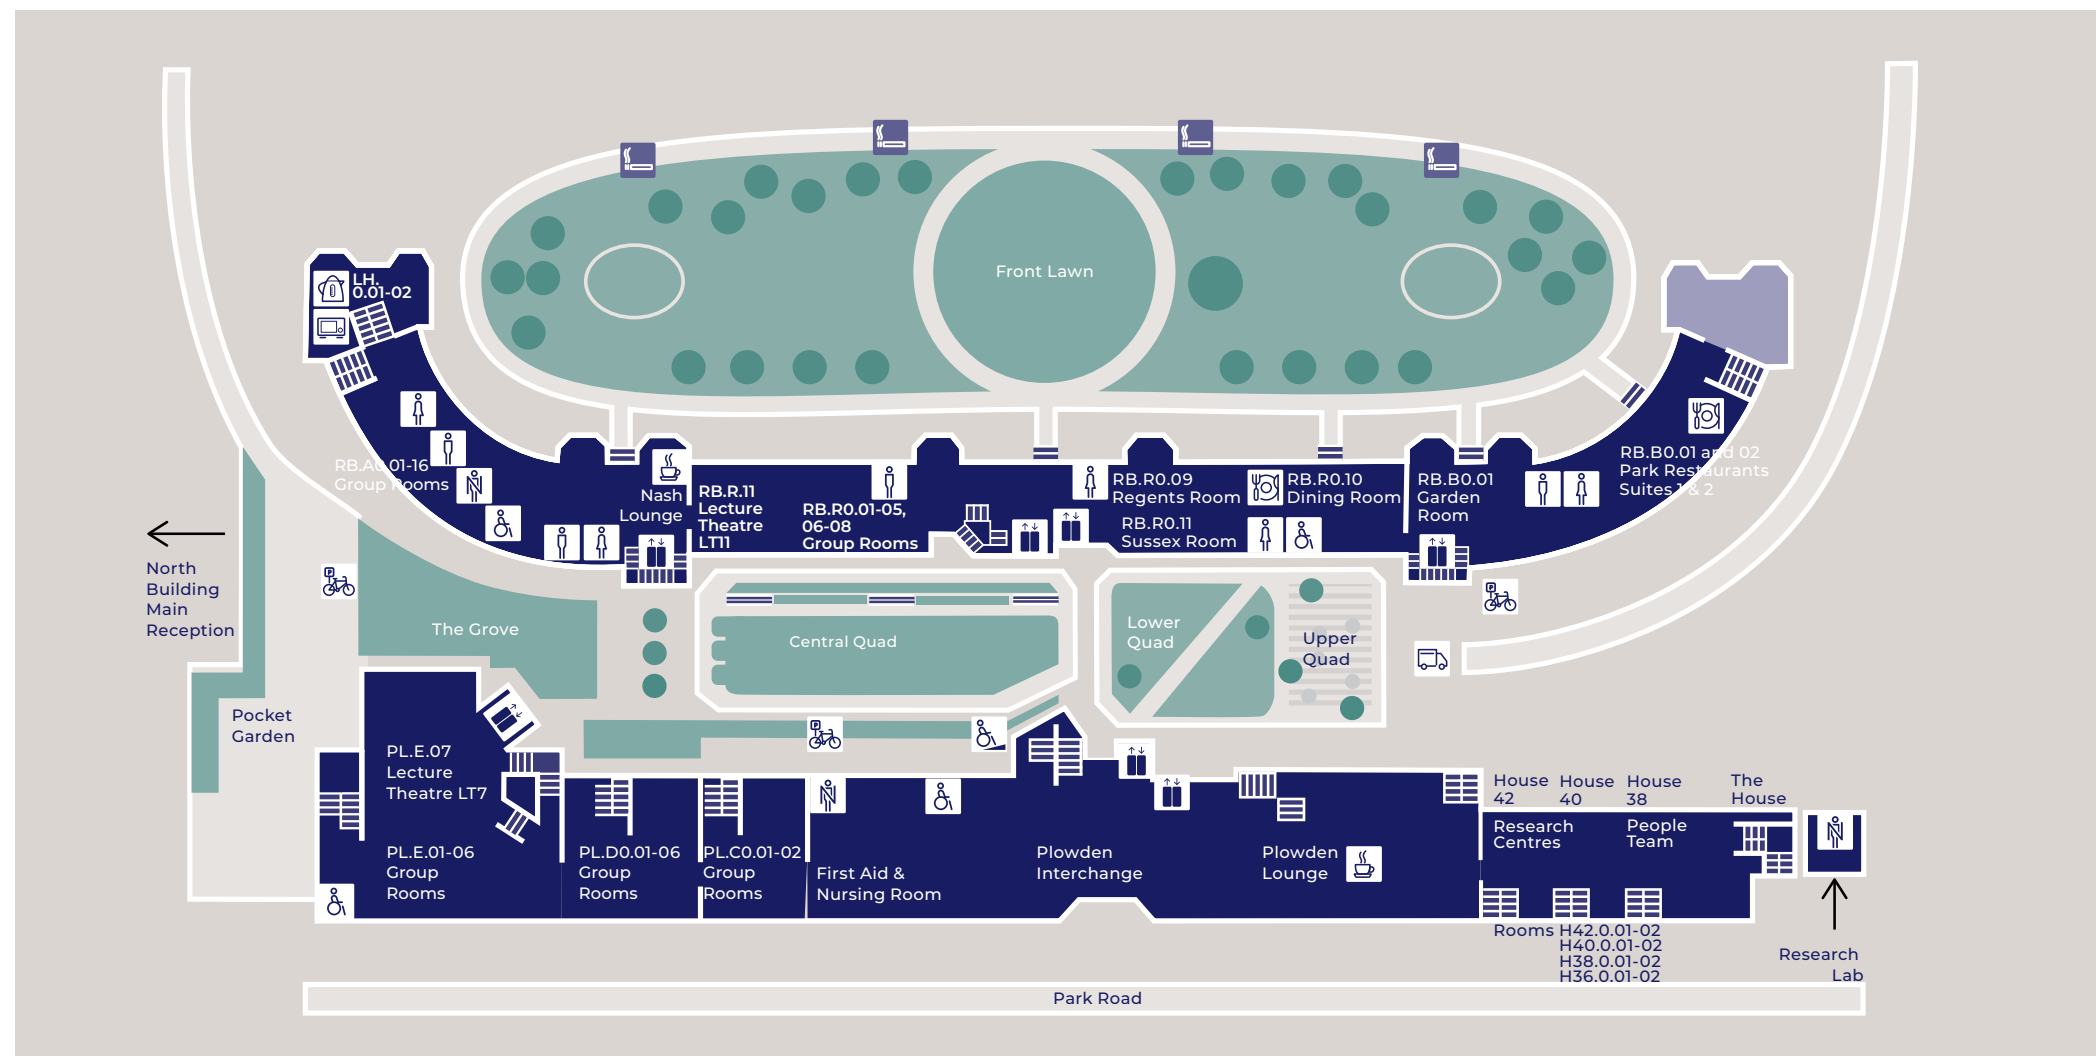 Front Lawn
LH.
0.01-02
RB.A0.01-16
Group Rooms
Nash
Lounge
RB.R.11
Lecture
Theatre
LT11
RB.R0.01-05,
06-08
Group Rooms
RB.R0.09
Regents Room
RB.R0.11
Sussex Room
RB.R0.10
Dining Room
RB.B0.01
Garden
Room
RB.B0.01 and 02
Park Restaurants
Suites 1 & 2
North
Building
Main
Reception
P
The Grove
Central Quad
Lower
Quad
Upper
Quad
P
Pocket
Garden
P
PL.E.07
Lecture
Theatre LT7
PL.E.01-06
Group
Rooms
PL.D0.01-06
Group
Rooms
PL.C0.01-02
Group
Rooms
First Aid &
Nursing Room
Plowden
Interchange
Plowden
Lounge
House
42
House
40
House
38
The
House
Research
Centres
People
Team
Rooms H42.0.01-02
H40.0.01-02
H38.0.01-02
H36.0.01-02
Research
Lab
Park Road